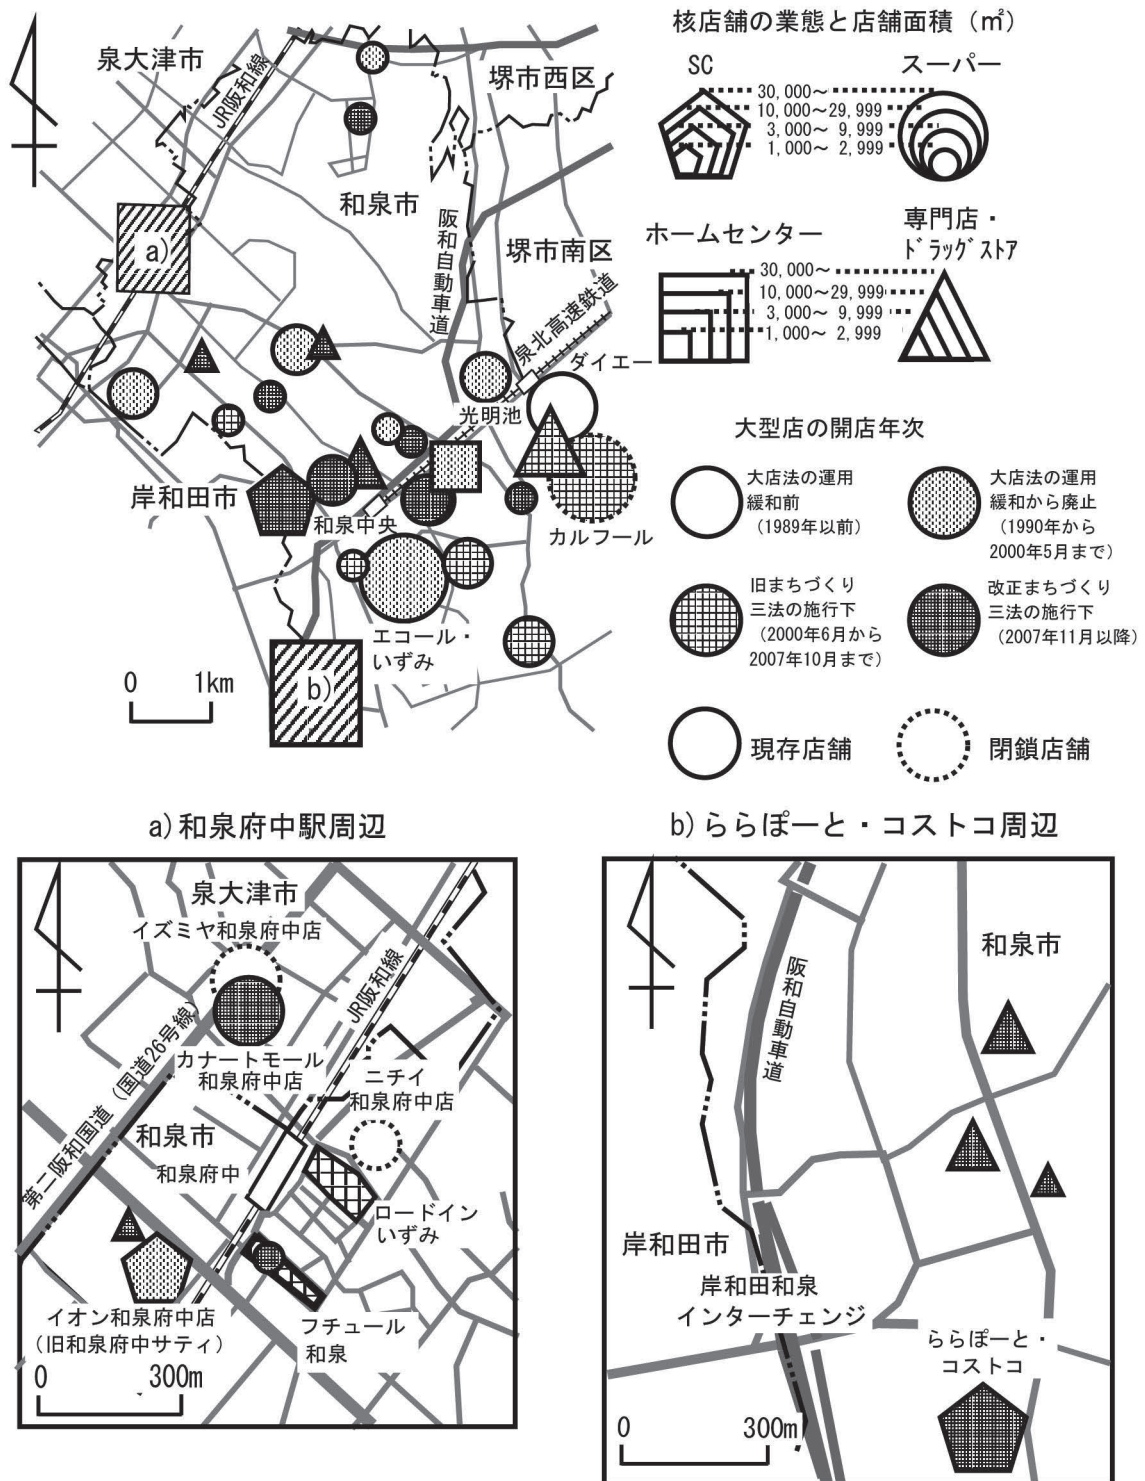 核店舗の業態と店舗面積（㎡）
SC
スーパー
30,000～
10,000～29,999
3,000～ 9,999
1,000～ 2,999
ホームセンター
専門店・
ドラッグストア
30,000～
10,000～29,999
3,000～ 9,999
1,000～ 2,999
大型店の開店年次
大店法の運用
緩和前
（1989年以前）
大店法の運用
緩和から廃止
（1990年から
2000年5月まで）
旧まちづくり
三法の施行下
（2000年6月から
2007年10月まで）
改正まちづくり
三法の施行下
（2007年11月以降）
現存店舗
閉鎖店舗
泉大津市
JR阪和線
堺市西区
和泉市
阪和自動車道
堺市南区
a)
泉北高速鉄道
ダイエー
光明池
岸和田市
和泉中央
カルフール
エコール・
いずみ
b)
0 1km
a)和泉府中駅周辺
泉大津市
イズミヤ和泉府中店
JR阪和線
第二阪和国道（国道26号線）
カナートモール
和泉府中店
ニチイ
和泉府中店
和泉市
和泉府中
ロードイン
いずみ
イオン和泉府中店
（旧和泉府中サティ）
フチュール
和泉
0 300m
b)ららぽーと・コストコ周辺
和泉市
阪和自動車道
岸和田市
岸和田和泉
インターチェンジ
ららぽーと・
コストコ
0 300m